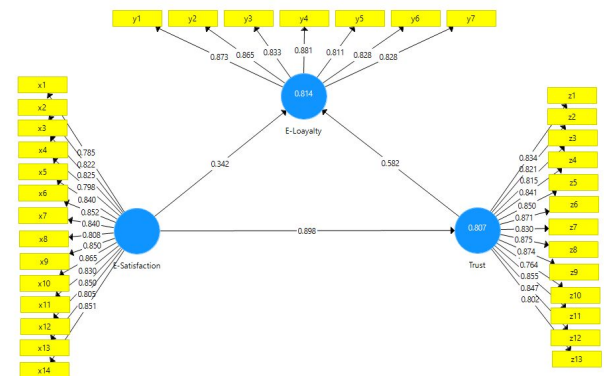 y1 y2 y3 y4 y5 y6 y7
0.873 0.865 0.833 0.881 0.811 0.828 0.828
0.814
E-Loayalty
x1
x2
x3
x4
x5
x6
x7
x8
x9
x10
x11
x12
x13
x14
0.785
0.822
0.825
0.798
0.840
0.852
0.840
0.808
0.850
0.865
0.830
0.850
0.805
0.851
E-Satisfaction
0.342
0.582
0.898
0.807
Trust
0.834
0.821
0.815
0.841
0.850
0.871
0.830
0.875
0.874
0.764
0.855
0.847
0.802
z1
z2
z3
z4
z5
z6
z7
z8
z9
z10
z11
z12
z13